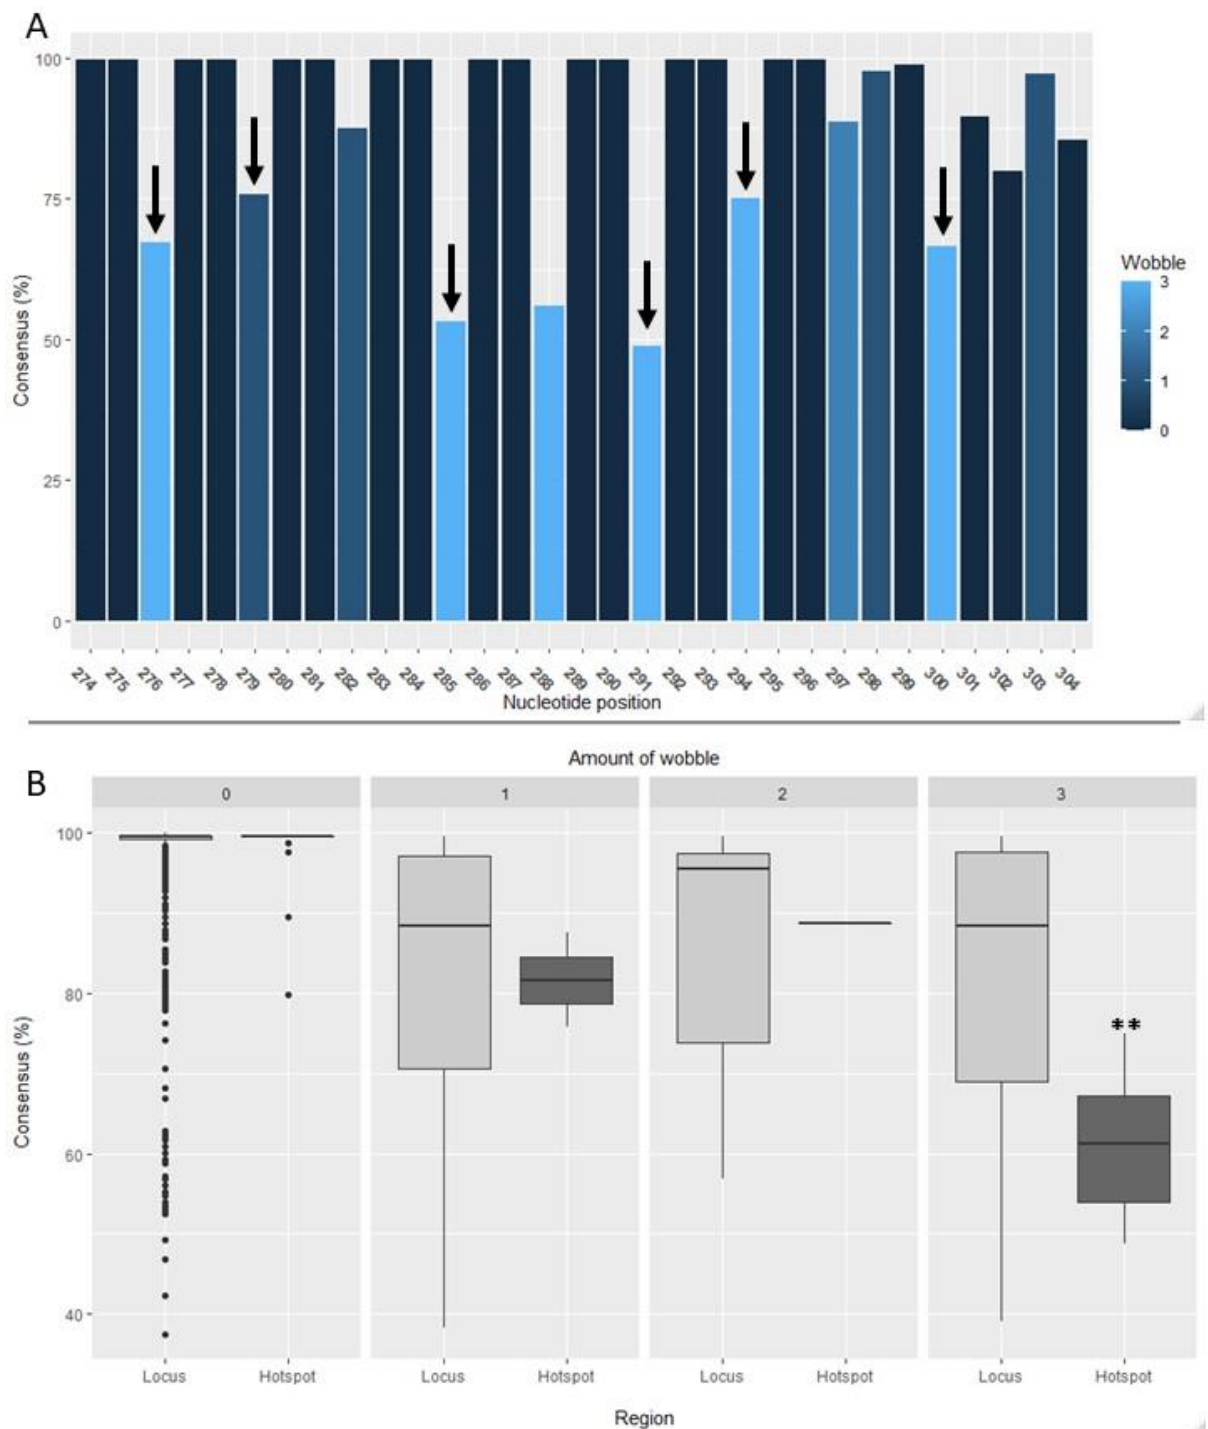 A
100
75
50
25
0
Consensus (%)
274 275 276 277 278 279 280 281 282 283 284 285 286 287 288 289 290 291 292 293 294 295 296 297 298 299 300 301 302 303 304
Nucleotide position
Wobble
3
2
1
0
B
Amount of wobble
0 1 2 3
100
80
60
40
Consensus (%)
**
Locus Hotspot Locus Hotspot Locus Hotspot Locus Hotspot
Region